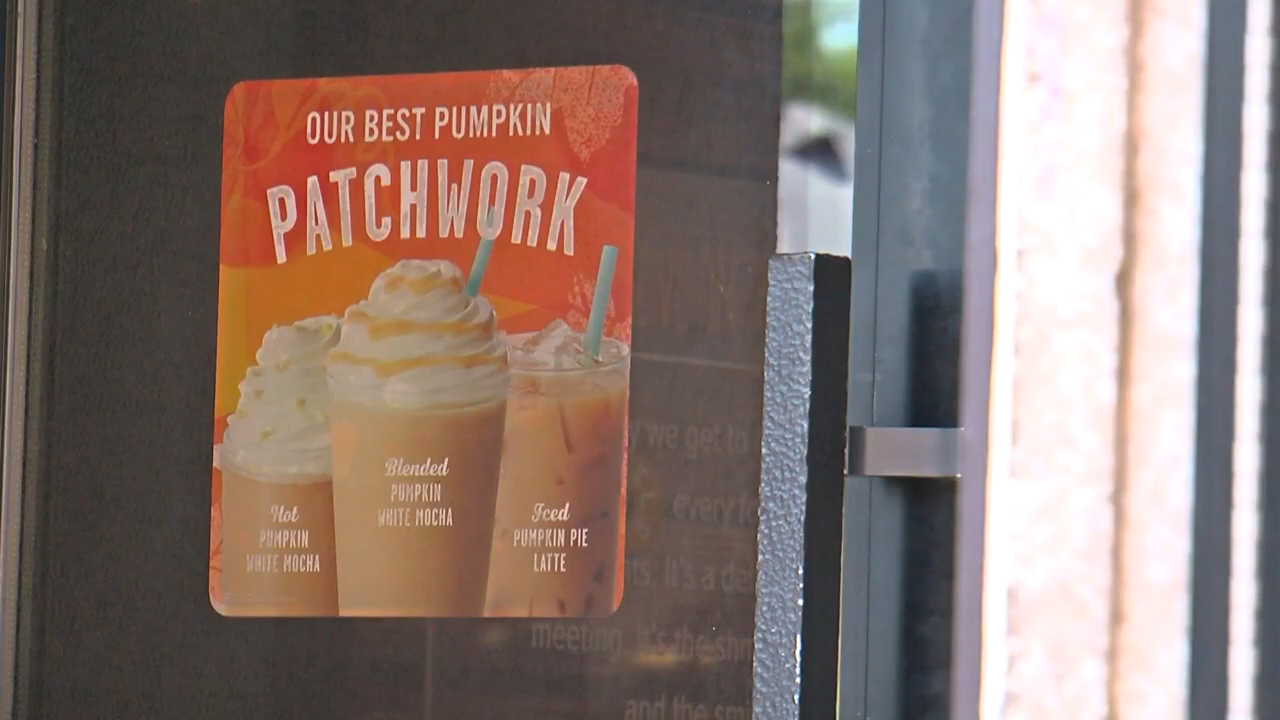 OUR BEST PUMPKIN
PATCHWORK
Blended
PUMPKIN
WHITE MOCHA
Hot
PUMPKIN
WHITE MOCHA
Iced
PUMPKIN PIE
LATTE
we get to
every
It's a
meeting. It's the
and the